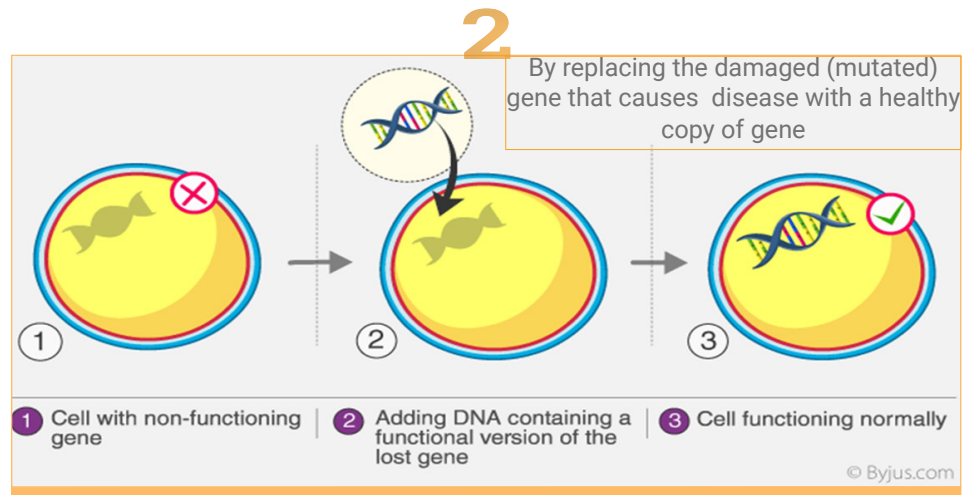 2
By replacing the damaged (mutated)
gene that causes disease with a healthy
copy of gene
1
2
3
1 Cell with non-functioning
gene
2 Adding DNA containing a
functional version of the
lost gene
3 Cell functioning normally
© Byjus.com